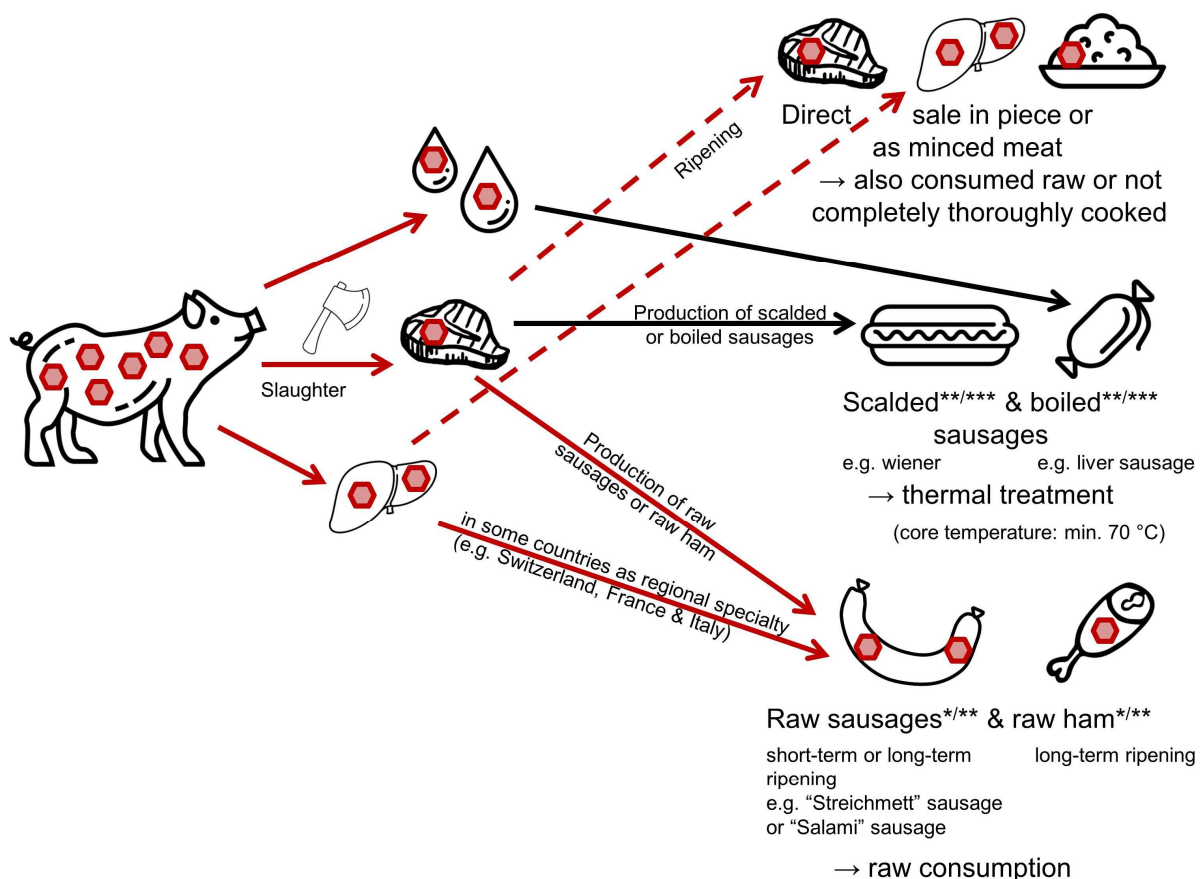 Direct
sale in piece or
as minced meat
→ also consumed raw or not
completely thoroughly cooked
Ripening
Slaughter
Production of scalded
or boiled sausages
Scalded**/*** & boiled**/***
sausages
e.g. wiener
e.g. liver sausage
→ thermal treatment
(core temperature: min. 70 °C)
Production of raw
sausages or raw ham
in some countries as regional specialty
(e.g. Switzerland, France & Italy)
Raw sausages*/** & raw ham*/**
short-term or long-term
ripening
e.g. “Streichmett” sausage
or “Salami” sausage
long-term ripening
→ raw consumption